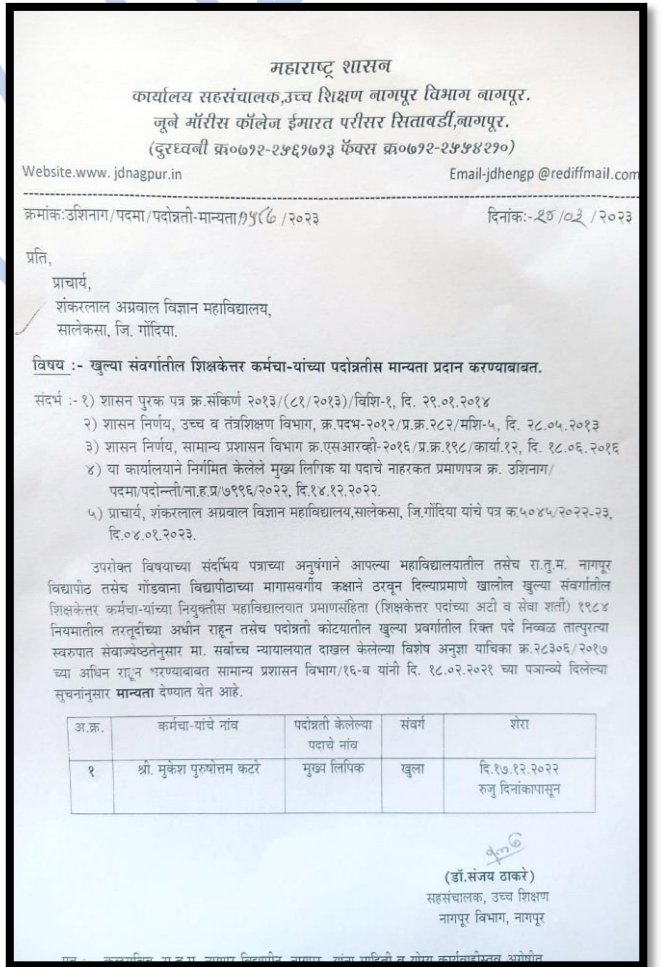 महाराष्ट्र शासन
कार्यालय सहसंचालक,उच्च शिक्षण नागपूर विभाग नागपूर.
जूने मॉरीस कॉलेज ईमारत परीसर सिताबर्डी,नागपूर.
(दुरध्वनी क्र०७१२-२५६१७१३ फॅक्स क्र०७१२-२५५४२१०)
Website.www. jdnagpur.in Email-jdhengp @rediffmail.com
क्रमांक:उशिनाग/पदमा/पदोन्नती-मान्यता/ /२०२३ दिनांक:- /०३ /२०२३
प्रति,
प्राचार्य,
शंकरलाल अग्रवाल विज्ञान महाविद्यालय,
सालेकसा, जि. गोंदिया.
विषय :- खुल्या संवर्गातील शिक्षकेत्तर कर्मचा-यांच्या पदोन्नतीस मान्यता प्रदान करण्याबाबत.
संदर्भ :- १) शासन पुरक पत्र क्र.संकिर्ण २०१३/(८१/२०१३)/विशि-१, दि. २९.०१.२०१४
२) शासन निर्णय, उच्च व तंत्रशिक्षण विभाग, क्र.पदभ-२०१२/प्र.क्र.२८२/मशि-५, दि. २८.०५.२०१३
३) शासन निर्णय, सामान्य प्रशासन विभाग क्र.एसआरव्ही-२०१६/प्र.क्र.१९८/कार्या.१२, दि. १८.०६.२०१६
४) या कार्यालयाने निर्गमित केलेले मुख्य लिपिक या पदाचे नाहरकत प्रमाणपत्र क्र. उशिनाग/
पदमा/पदोन्न्ती/ना.ह.प्र/७९९६/२०२२, दि.१४.१२.२०२२.
५) प्राचार्य, शंकरलाल अग्रवाल विज्ञान महाविद्यालय,सालेकसा, जि.गोंदिया यांचे पत्र क.५०४५/२०२२-२३,
दि.०४.०१.२०२३.
उपरोक्त विषयाच्या संदर्भिय पत्राच्या अनुषंगाने आपल्या महाविद्यालयातील तसेच रा.तु.म. नागपूर
विद्यापीठ तसेच गोंडवाना विद्यापीठाच्या मागासवर्गीय कक्षाने ठरवून दिल्याप्रमाणे खालील खुल्या संवर्गातील
शिक्षकेत्तर कर्मचा-यांच्या नियुक्तीस महाविद्यालयात प्रमाणसंहिता (शिक्षकेत्तर पदांच्या अटी व सेवा शर्ती) १९८४
नियमातील तरतूदींच्या अधीन राहून तसेच पदोन्नती कोटयातील खुल्या प्रवर्गातील रिक्त पदे निव्वळ तात्पुरत्या
स्वरुपात सेवाज्येष्ठतेनुसार मा. सर्वोच्च न्यायालयात दाखल केलेल्या विशेष अनुज्ञा याचिका क्र.२८३०६/२०१७
च्या अधिन राहून भरण्याबाबत सामान्य प्रशासन विभाग/१६-ब यांनी दि. १८.०२.२०२१ च्या पत्रान्वये दिलेल्या
सुचनांनुसार मान्यता देण्यात येत आहे.
अ.क्र. कर्मचा-यांचे नांव पदोन्नती केलेल्या पदाचे नांव संवर्ग शेरा
१ श्री. मुकेश पुरुषोत्तम कटरे मुख्य लिपिक खुला दि.१७.१२.२०२२ रुजु दिनांकापासून
(डॉ.संजय ठाकरे)
सहसंचालक, उच्च शिक्षण
नागपूर विभाग, नागपूर